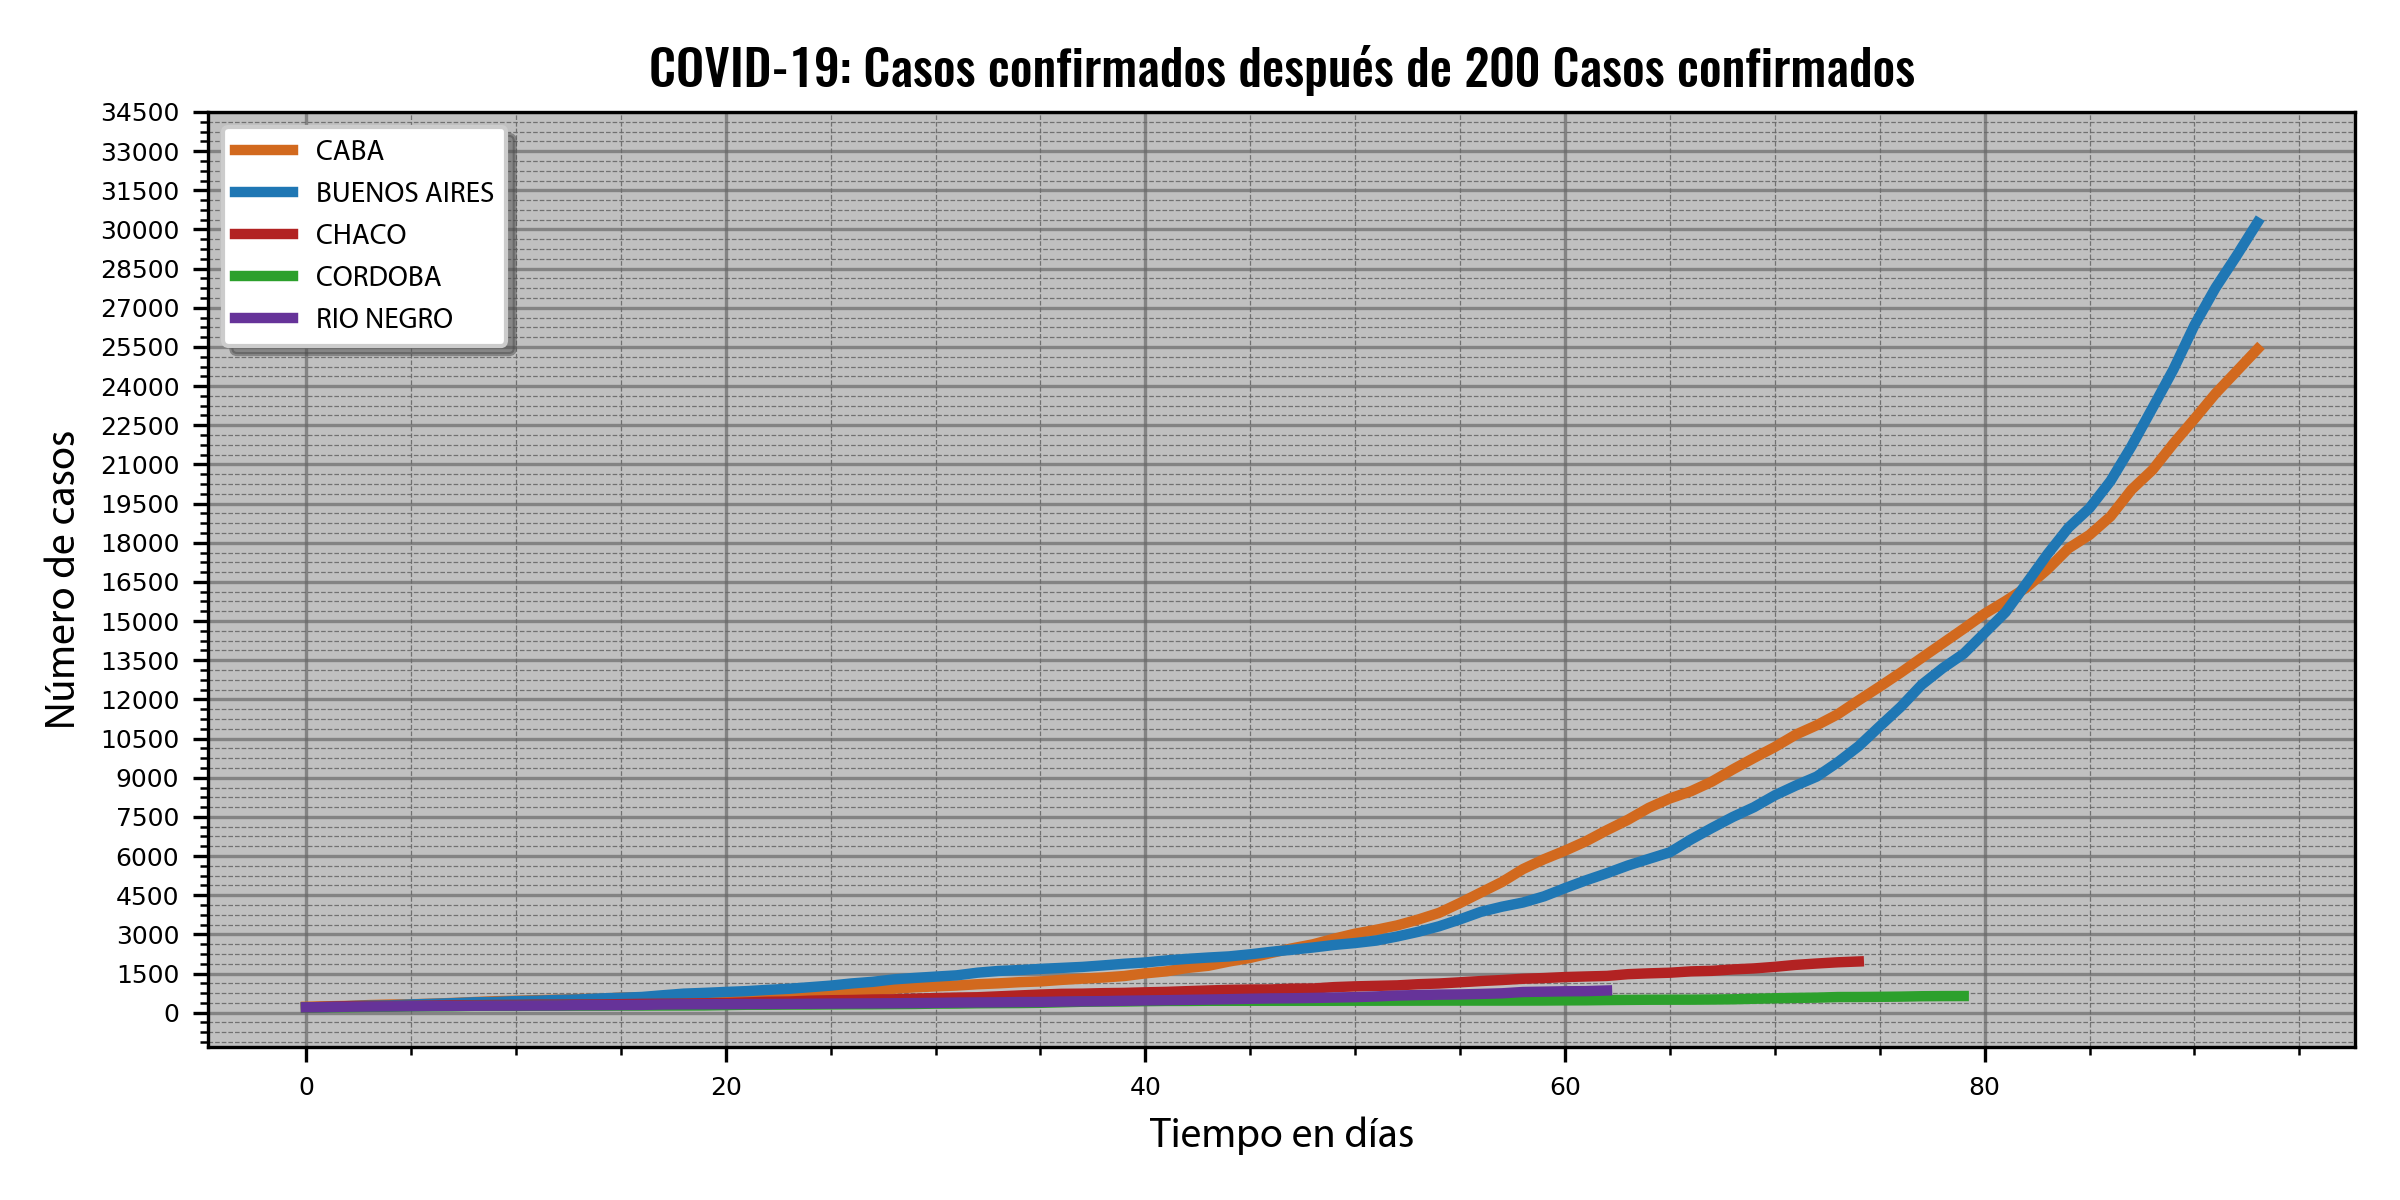 COVID-19: Casos confirmados después de 200 Casos confirmados
34500
33000
31500
30000
28500
27000
25500
24000
22500
21000
19500
18000
16500
15000
13500
12000
10500
9000
7500
6000
4500
3000
1500
0
Número de casos
CABA
BUENOS AIRES
CHACO
CORDOBA
RIO NEGRO
0 20 40 60 80
Tiempo en días